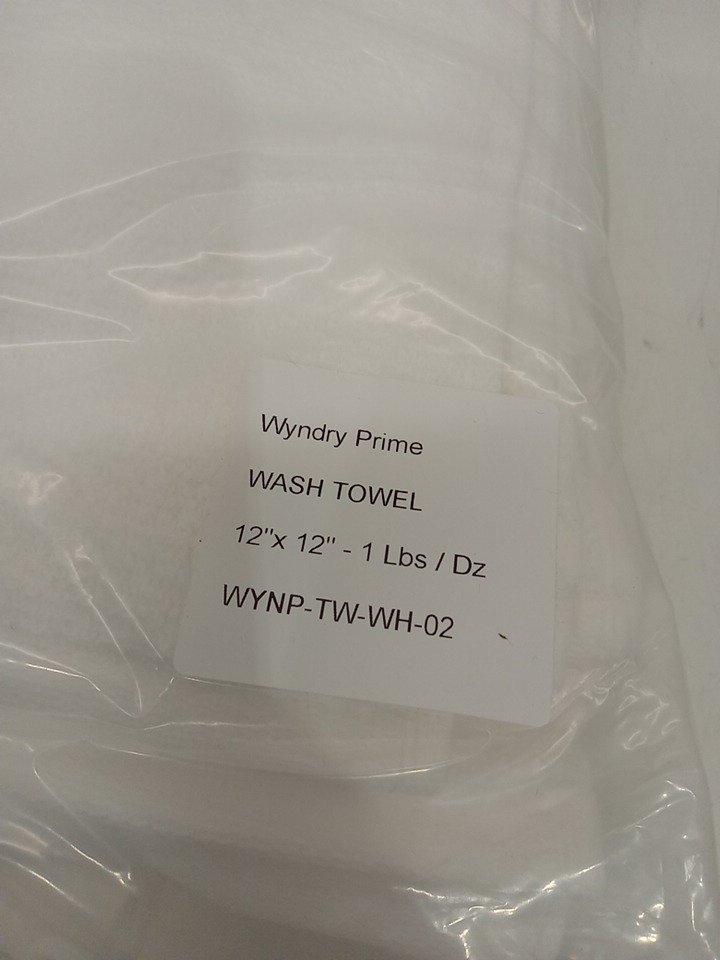 Wyndry Prime
WASH TOWEL
12"x 12" - 1 Lbs / Dz
WYNP-TW-WH-02